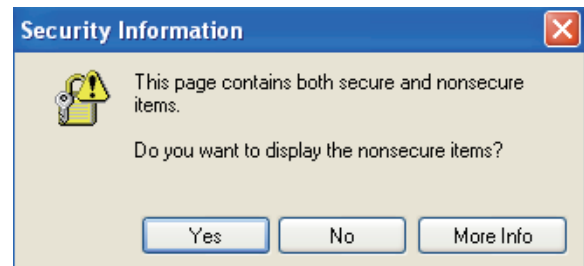 Security Information
This page contains both secure and nonsecure
items.
Do you want to display the nonsecure items?
Yes No More Info